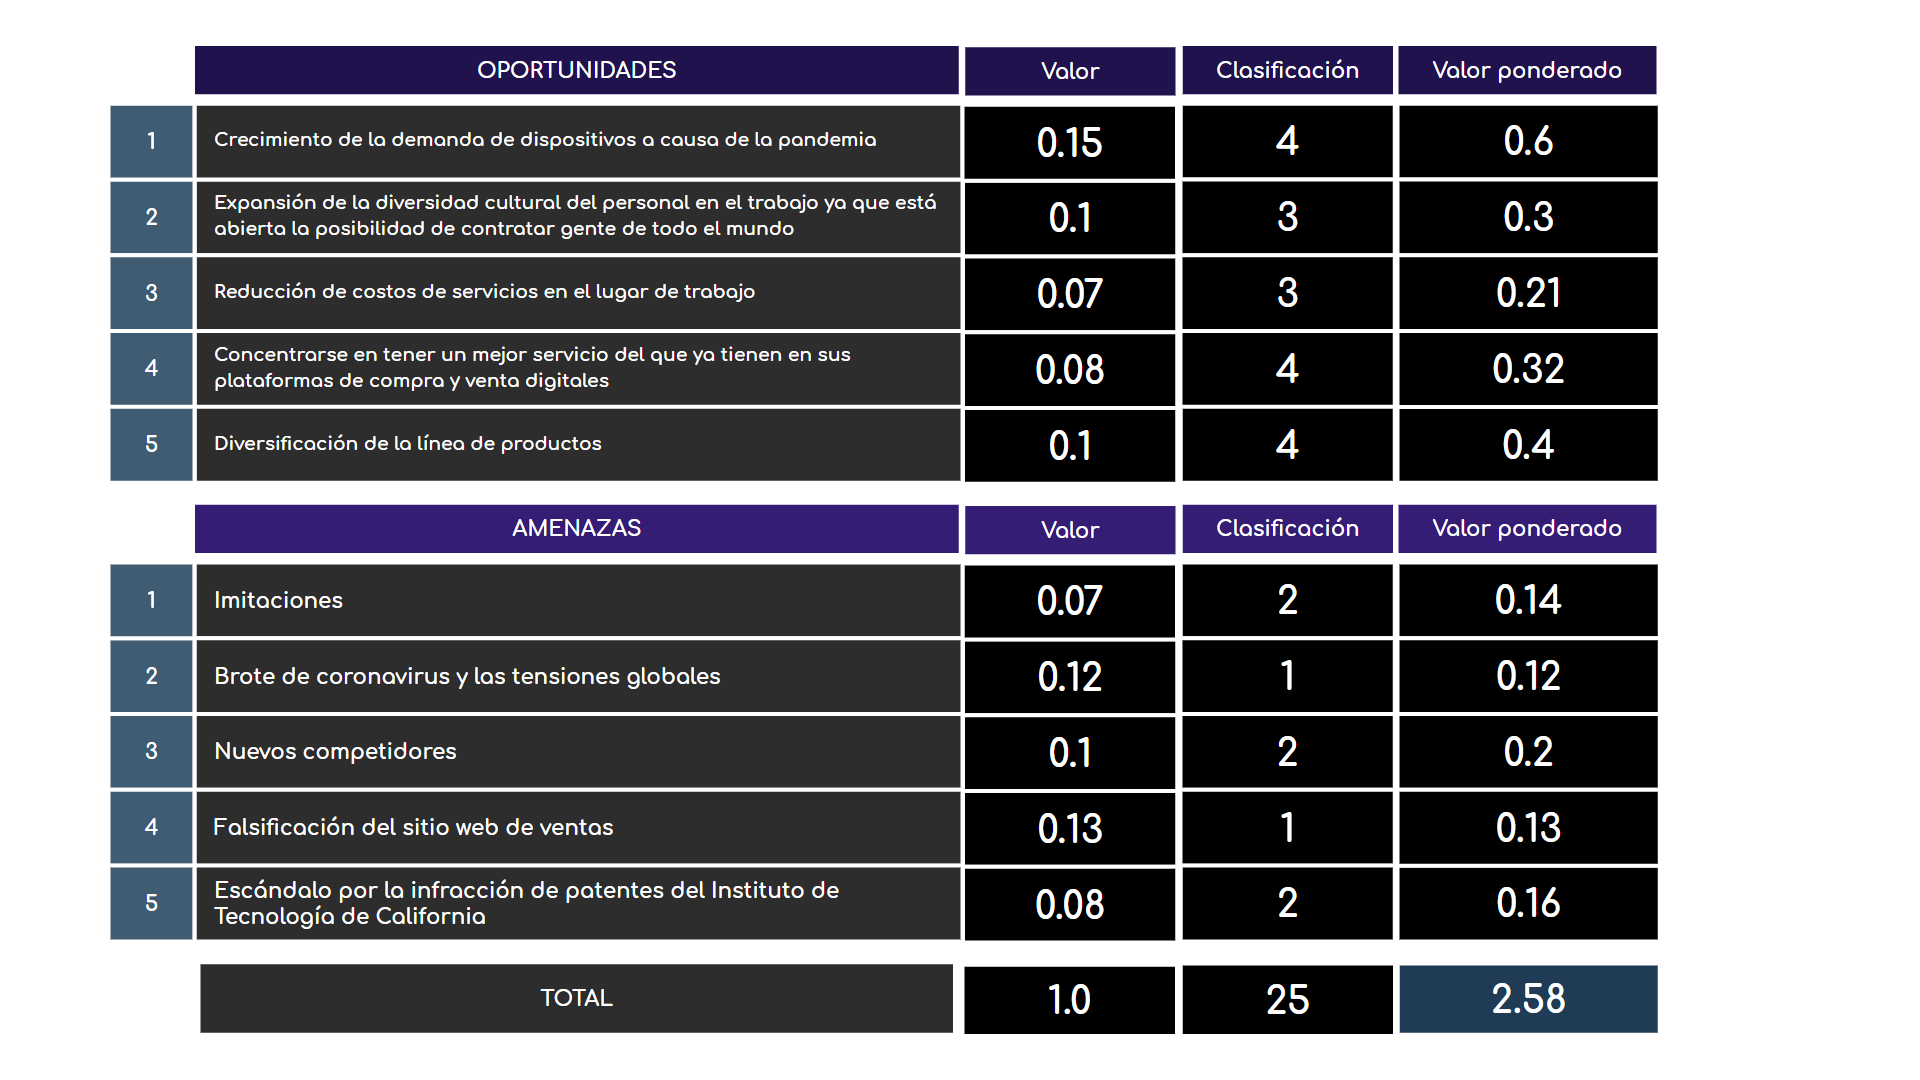 OPORTUNIDADES Valor Clasificación Valor ponderado
1 Crecimiento de la demanda de dispositivos a causa de la pandemia 0.15 4 0.6
2 Expansión de la diversidad cultural del personal en el trabajo ya que está
abierta la posibilidad de contratar gente de todo el mundo 0.1 3 0.3
3 Reducción de costos de servicios en el lugar de trabajo 0.07 3 0.21
4 Concentrarse en tener un mejor servicio del que ya tienen en sus
plataformas de compra y venta digitales 0.08 4 0.32
5 Diversificación de la línea de productos 0.1 4 0.4
AMENAZAS Valor Clasificación Valor ponderado
1 Imitaciones 0.07 2 0.14
2 Brote de coronavirus y las tensiones globales 0.12 1 0.12
3 Nuevos competidores 0.1 2 0.2
4 Falsificación del sitio web de ventas 0.13 1 0.13
5 Escándalo por la infracción de patentes del Instituto de
Tecnología de California 0.08 2 0.16
TOTAL 1.0 25 2.58